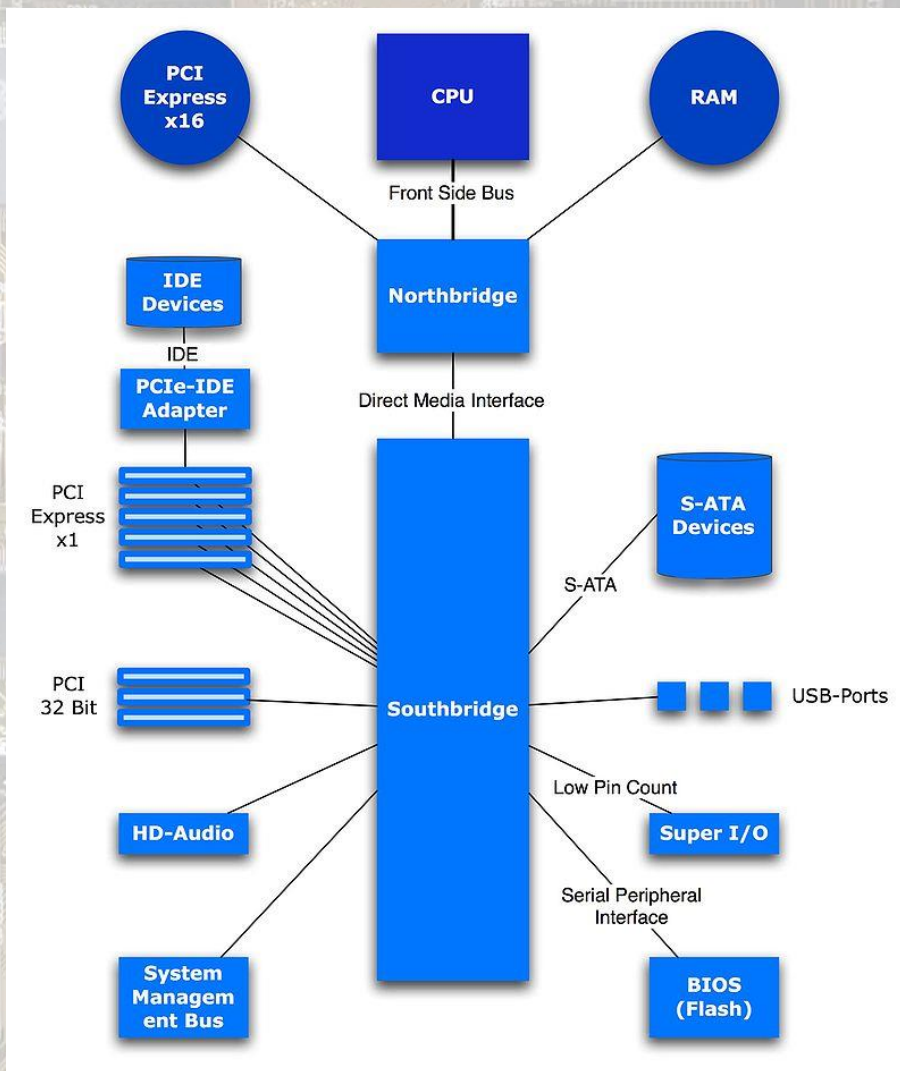 PCI
Express
x16
CPU
RAM
Front Side Bus
Northbridge
IDE
Devices
IDE
PCIe-IDE
Adapter
Direct Media Interface
PCI
Express
x1
S-ATA
Devices
S-ATA
PCI
32 Bit
Southbridge
USB-Ports
HD-Audio
Low Pin Count
Super I/O
Serial Peripheral
Interface
System
Managem
ent Bus
BIOS
(Flash)